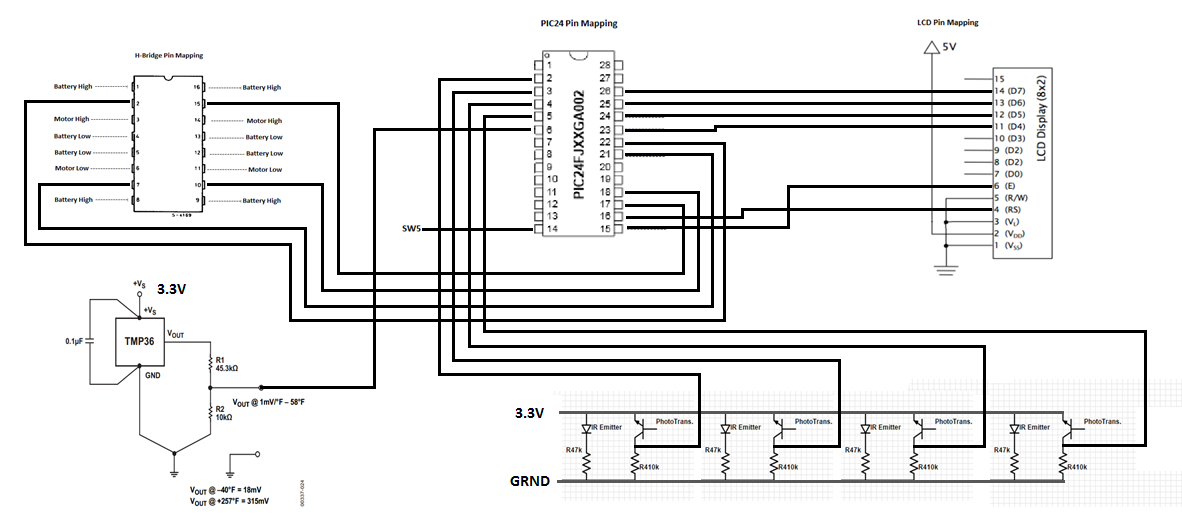 PIC24 Pin Mapping
LCD Pin Mapping
H-Bridge Pin Mapping
5V
Battery High 1 16 Battery High
2 15
Motor High 3 14 Motor High
Battery Low 4 13 Battery Low
Battery Low 5 12 Battery Low
Motor Low 6 11 Motor Low
7 10
Battery High 8 9 Battery High
S-4199
PIC24FJXXGA002
1 28
2 27
3 26
4 25
5 24
6 23
7 22
8 21
9 20
10 19
11 18
12 17
13 16
14 15
SW5
LCD Display (8x2)
15
14 (D7)
13 (D6)
12 (D5)
11 (D4)
10 (D3)
9 (D2)
8 (D2)
7 (D0)
6 (E)
5 (R/W)
4 (RS)
3 (VL)
2 (VDD)
1 (VSS)
+VS 3.3V
+VS
0.1µF
TMP36
VOUT
GND
R1
45.3kΩ
R2
10kΩ
VOUT @ 1mV/°F – 58°F
VOUT @ –40°F = 18mV
VOUT @ +257°F = 315mV
00337-024
3.3V
IR Emitter PhotoTrans. IR Emitter PhotoTrans. IR Emitter PhotoTrans. IR Emitter PhotoTrans.
R47k R47k R47k R47k
R410k R410k R410k R410k
GRND